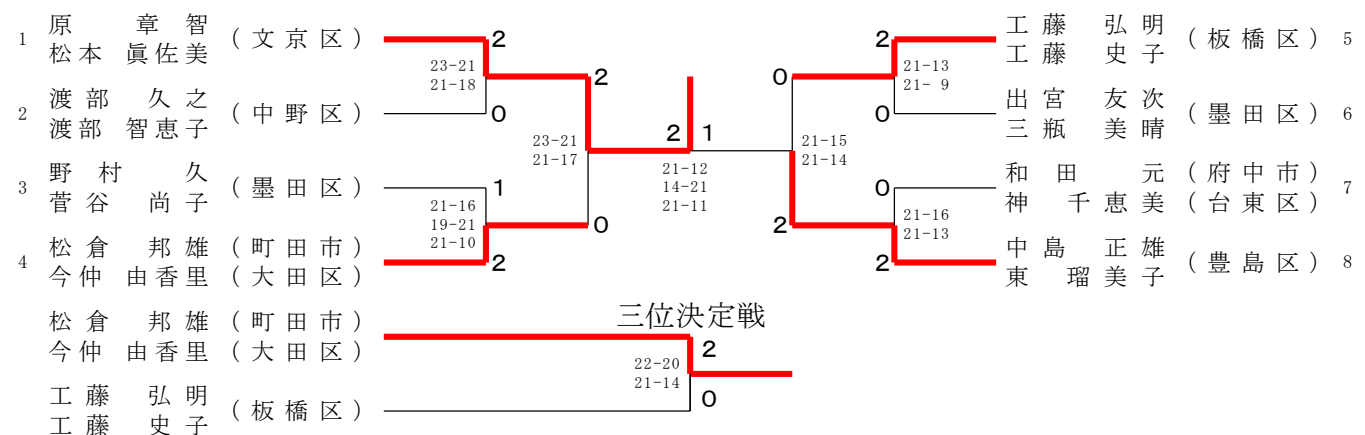 1 原 章智 (文京区) 2
松本 眞佐美
23-21
21-18
2 渡部 久之 (中野区) 0
渡部 智恵子
2
23-21
21-17
3 野村 久 (墨田区) 1
菅谷 尚子
21-16
19-21
21-10
0
4 松倉 邦雄 (町田市) 2
今仲 由香里 (大田区)
2 1
21-12
14-21
21-11
2 工藤 弘明 (板橋区) 5
工藤 史子
21-13
21- 9
0
0 出宮 友次 (墨田区) 6
三瓶 美晴
21-15
21-14
0 和田 元 (府中市) 7
神 千恵美 (台東区)
21-16
21-13
2
2 中島 正雄 (豊島区) 8
東 瑠美子
三位決定戦
松倉 邦雄 (町田市) 2
今仲 由香里 (大田区)
22-20
21-14
工藤 弘明 (板橋区) 0
工藤 史子